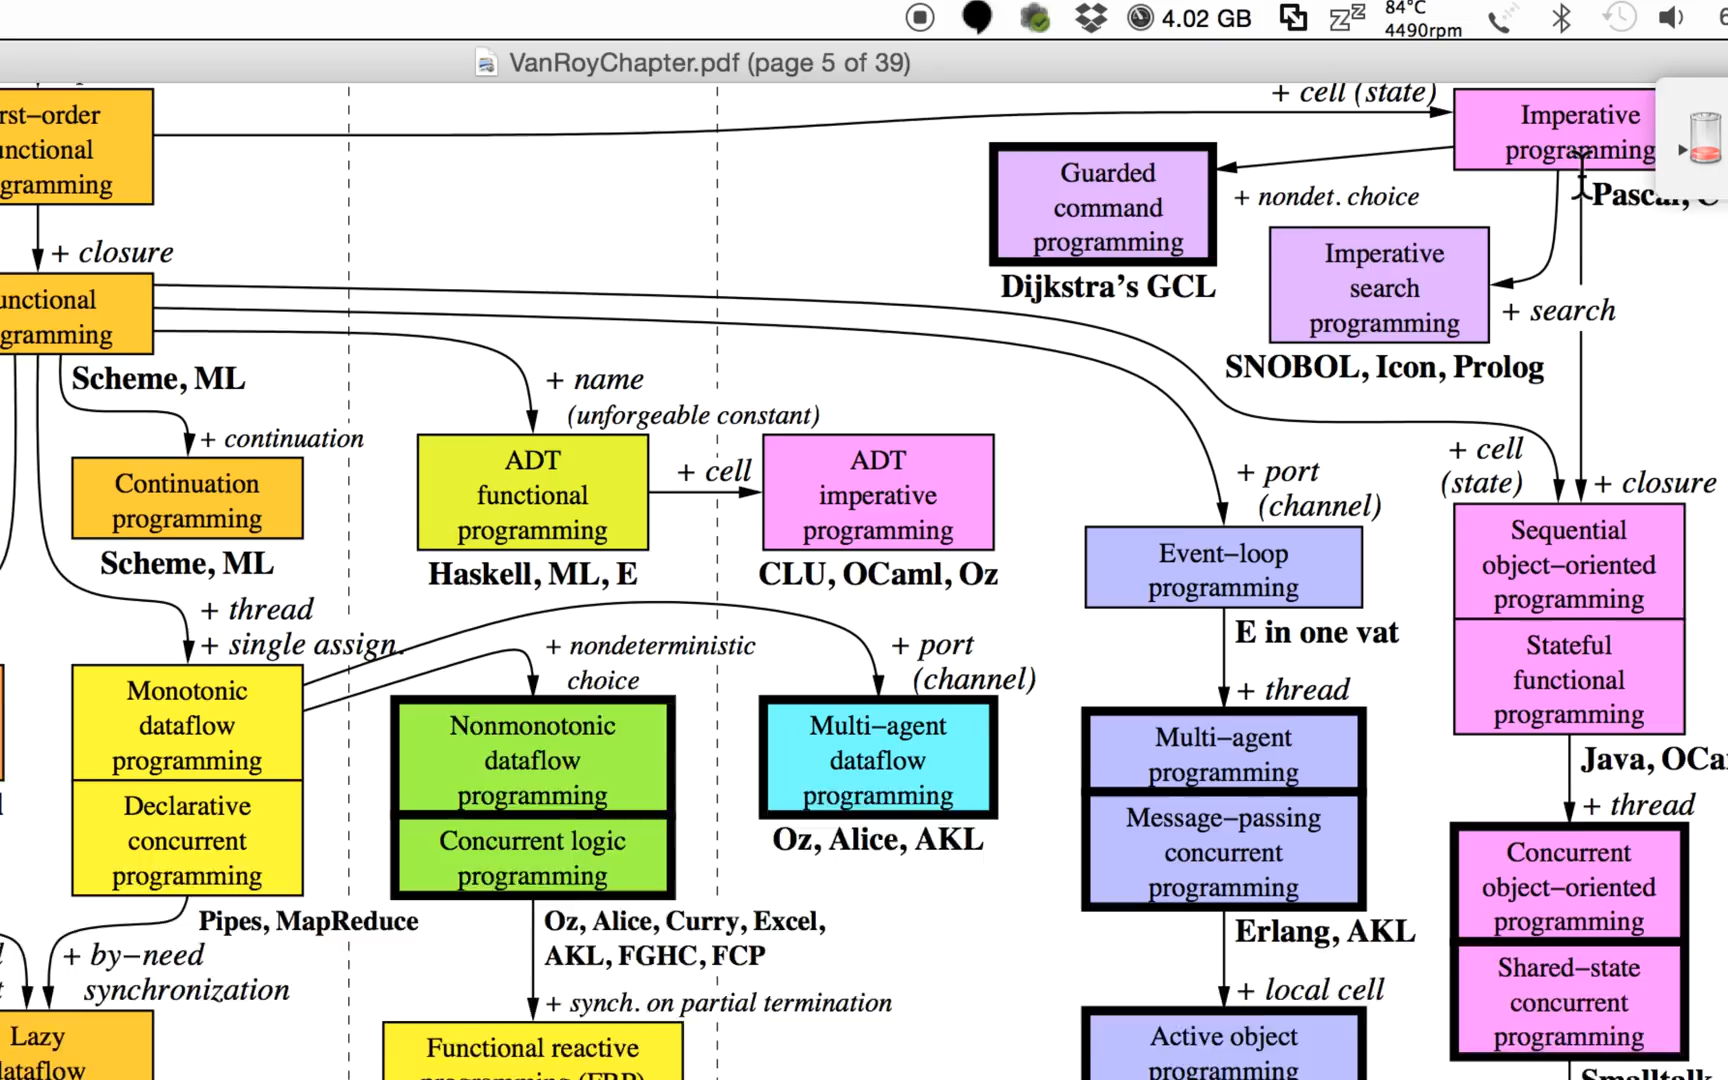 4.02 GB
84°C
4490rpm
VanRoyChapter.pdf (page 5 of 39)
+ cell (state)
rst–order
unctional
gramming
Imperative
programming
Guarded
command
programming
+ nondet. choice
Dijkstra's GCL
Imperative
search
programming
+ search
SNOBOL, Icon, Prolog
+ closure
unctional
gramming
Scheme, ML
+ continuation
Continuation
programming
Scheme, ML
+ name
(unforgeable constant)
ADT
functional
programming
Haskell, ML, E
+ cell
ADT
imperative
programming
CLU, OCaml, Oz
+ port
(channel)
Event–loop
programming
E in one vat
+ cell
(state)
+ closure
Sequential
object–oriented
programming
Stateful
functional
programming
+ thread
+ single assign.
Monotonic
dataflow
programming
Declarative
concurrent
programming
Pipes, MapReduce
+ nondeterministic
choice
Nonmonotonic
dataflow
programming
Concurrent logic
programming
Oz, Alice, Curry, Excel,
AKL, FGHC, FCP
+ port
(channel)
Multi–agent
dataflow
programming
Oz, Alice, AKL
+ thread
Multi–agent
programming
Message–passing
concurrent
programming
Erlang, AKL
Java, OCa
+ thread
Concurrent
object–oriented
programming
Shared–state
concurrent
programming
Smalltalk
+ by–need
synchronization
Lazy
ataflow
+ synch. on partial termination
Functional reactive
programming (FRP)
+ local cell
Active object
programming